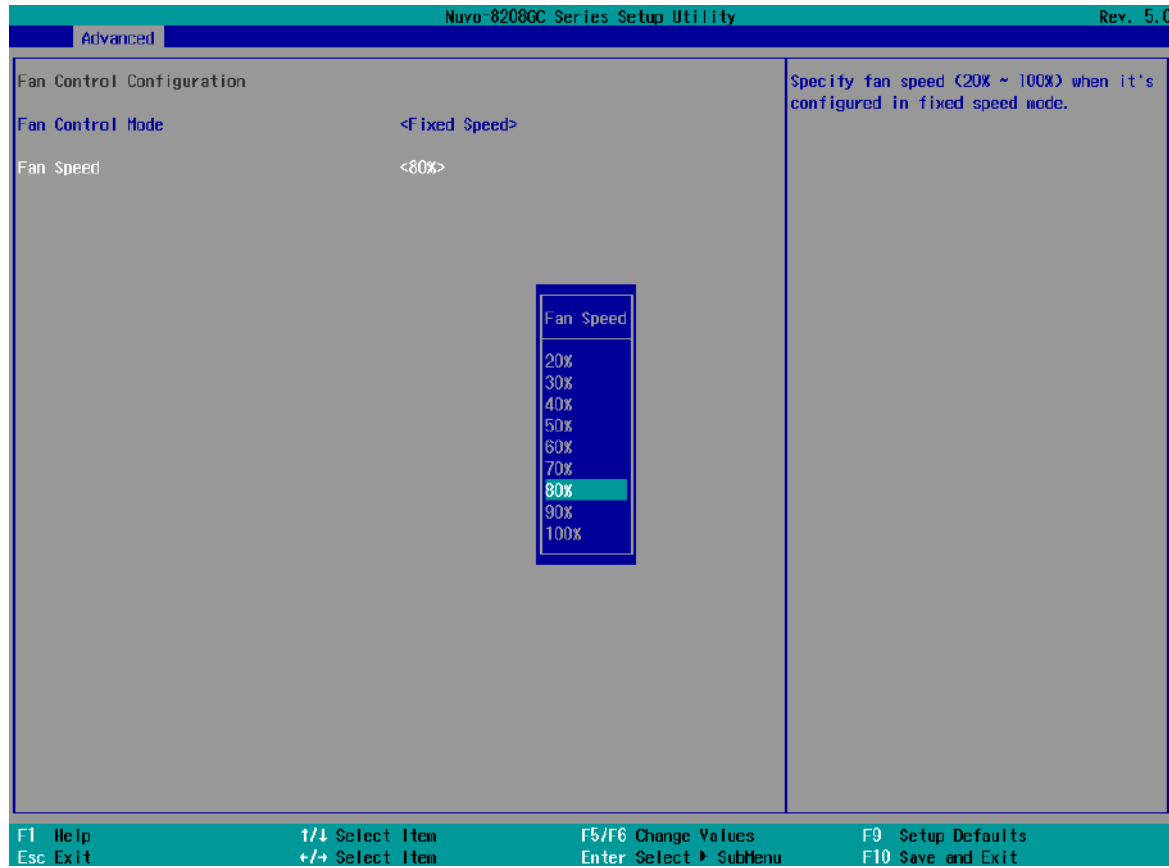 Nuvo-8208GC Series Setup Utility
Rev. 5.0
Advanced
Fan Control Configuration
Fan Control Mode <Fixed Speed>
Fan Speed <80%>
Specify fan speed (20% ~ 100%) when it's
configured in fixed speed mode.
Fan Speed
20%
30%
40%
50%
60%
70%
80%
90%
100%
F1 Help ↑/↓ Select Item F5/F6 Change Values F9 Setup Defaults
Esc Exit ←/→ Select Item Enter Select ▶ SubMenu F10 Save and Exit